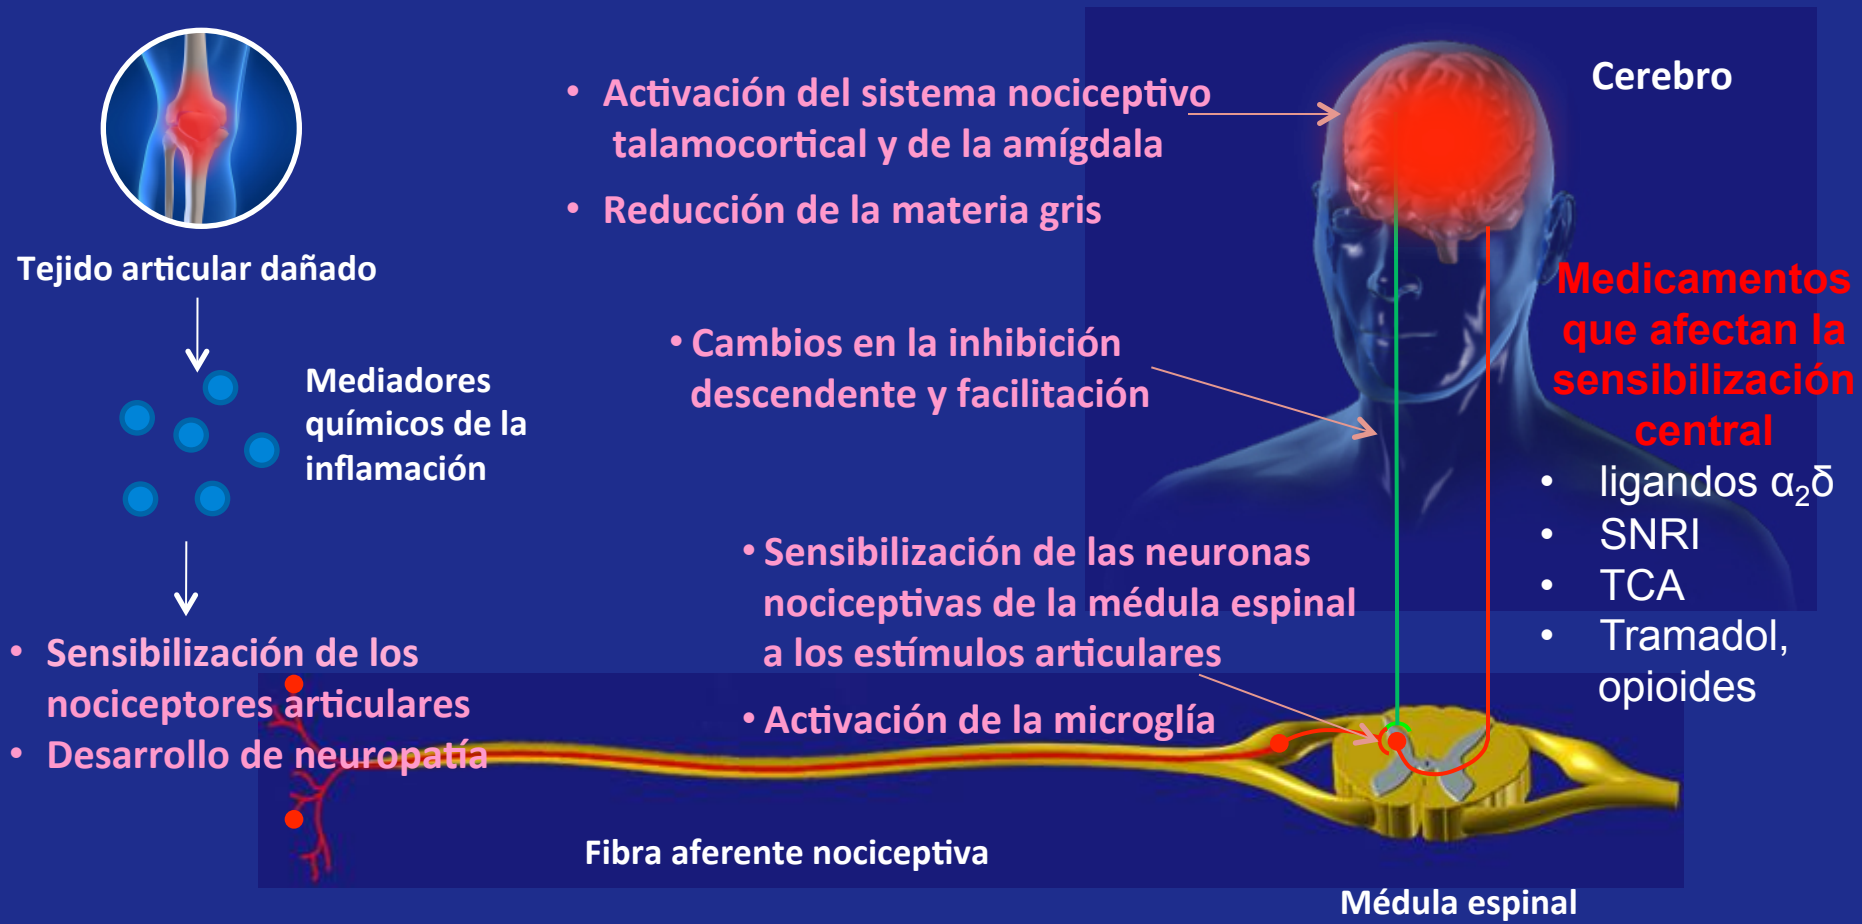 Tejido articular dañado
Mediadores
químicos de la
inflamación
• Sensibilización de los
nociceptores articulares
• Desarrollo de neuropatía
• Activación del sistema nociceptivo
talamocortical y de la amígdala
• Reducción de la materia gris
• Cambios en la inhibición
descendente y facilitación
• Sensibilización de las neuronas
nociceptivas de la médula espinal
a los estímulos articulares
• Activación de la microglía
Fibra aferente nociceptiva
Cerebro
Medicamentos
que afectan la
sensibilización
central
• ligandos α₂δ
• SNRI
• TCA
• Tramadol,
opioides
Médula espinal